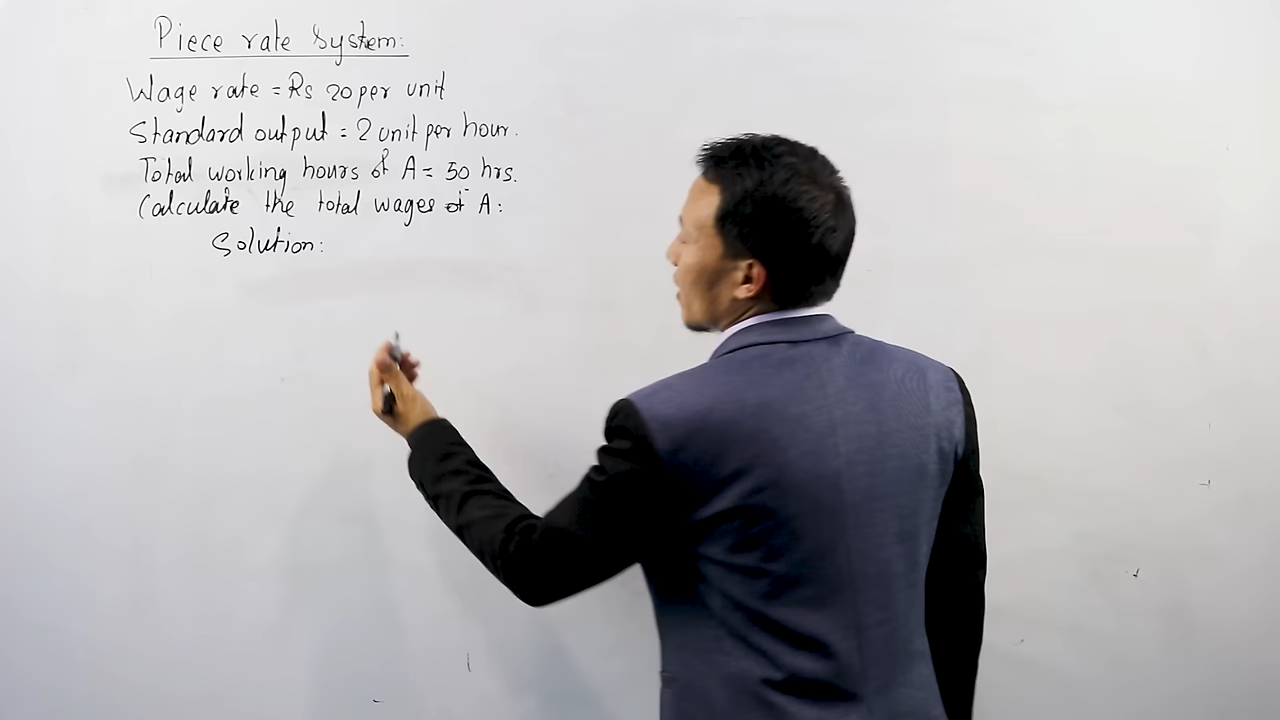 Piece rate System:
Wage rate = Rs 20 per unit
Standard output = 2 unit per hour.
Total working hours of A = 50 hrs.
Calculate the total wages of A:
Solution: